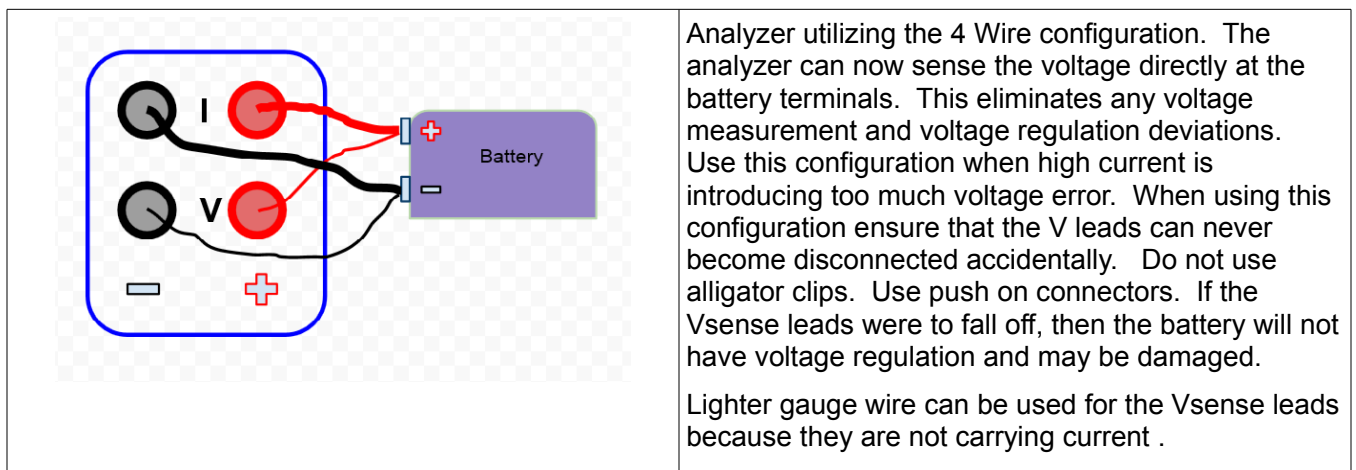 I
V
Battery
Analyzer utilizing the 4 Wire configuration.  The
analyzer can now sense the voltage directly at the
battery terminals.  This eliminates any voltage
measurement and voltage regulation deviations.
Use this configuration when high current is
introducing too much voltage error.  When using this
configuration ensure that the V leads can never
become disconnected accidentally.   Do not use
alligator clips.  Use push on connectors.  If the
Vsense leads were to fall off, then the battery will not
have voltage regulation and may be damaged.
Lighter gauge wire can be used for the Vsense leads
because they are not carrying current .